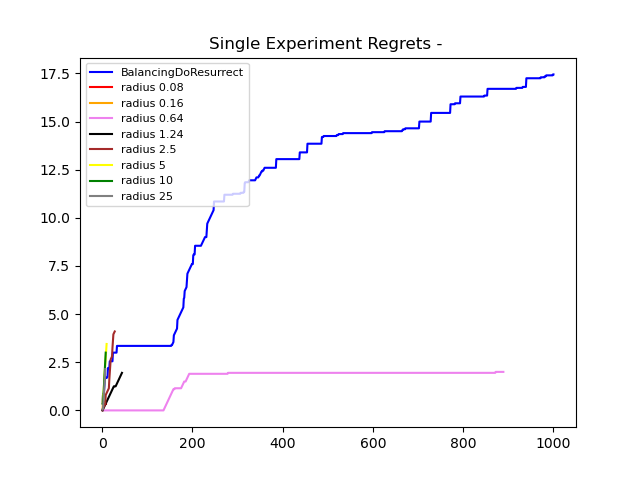 Single Experiment Regrets -
17.5
15.0
12.5
10.0
7.5
5.0
2.5
0.0
BalancingDoResurrect
radius 0.08
radius 0.16
radius 0.64
radius 1.24
radius 2.5
radius 5
radius 10
radius 25
0 200 400 600 800 1000